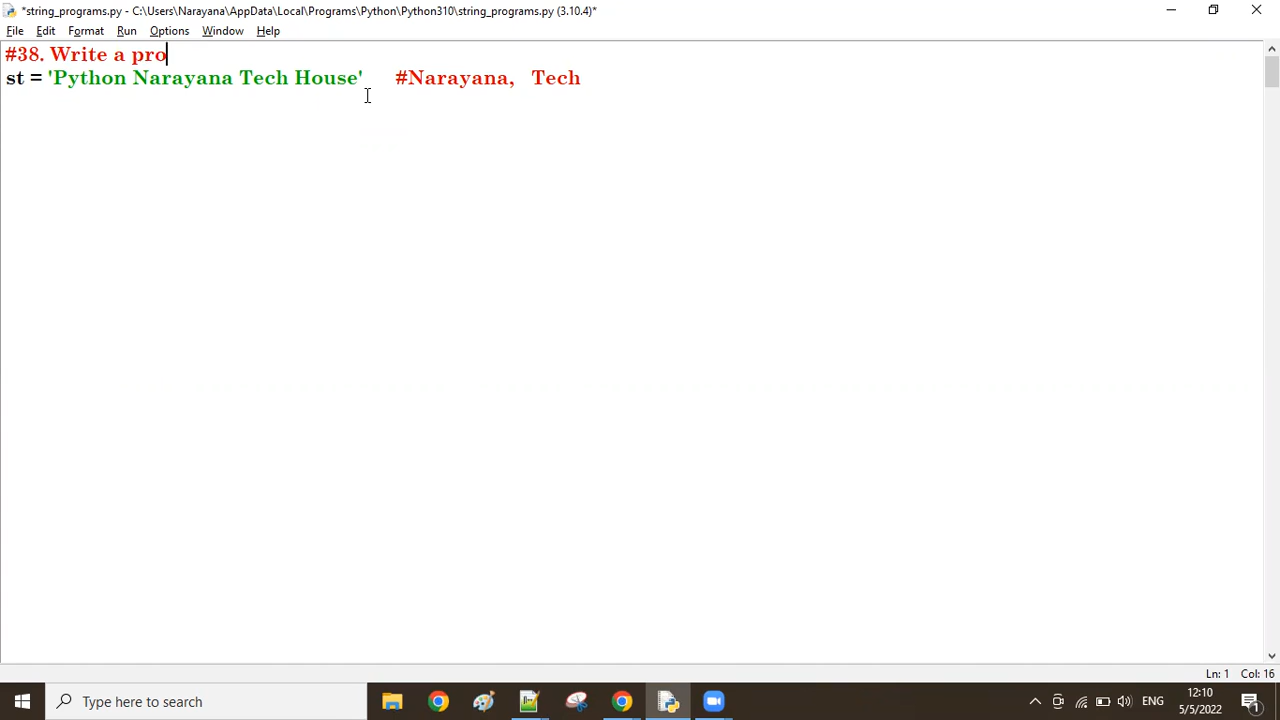 *string_programs.py - C:\Users\Narayana\AppData\Local\Programs\Python\Python310\string_programs.py (3.10.4)*
File Edit Format Run Options Window Help
#38. Write a pro
st = 'Python Narayana Tech House' #Narayana, Tech
Ln: 1 Col: 16
Type here to search
ENG
12:10
5/5/2022
1